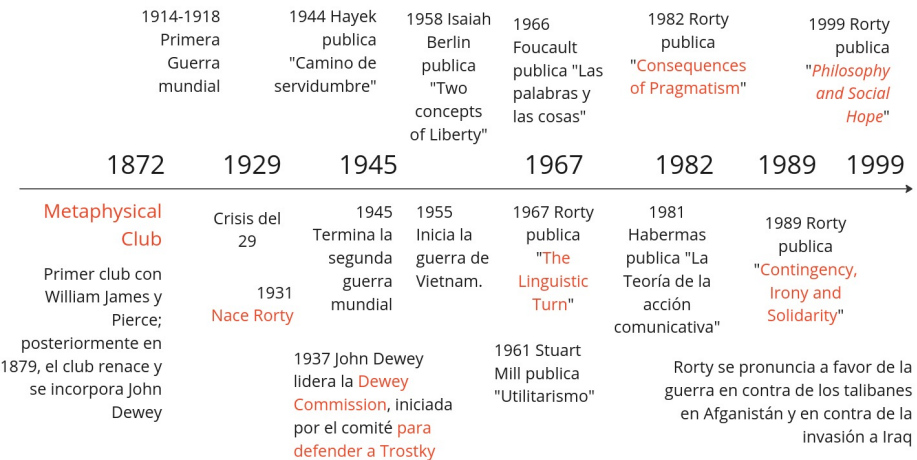 1914-1918
Primera
Guerra
mundial
1944 Hayek
publica
"Camino de
servidumbre"
1958 Isaiah
Berlin
publica
"Two
concepts
of Liberty"
1966
Foucault
publica "Las
palabras y
las cosas"
1982 Rorty
publica
"Consequences
of Pragmatism"
1999 Rorty
publica
"Philosophy
and Social
Hope"
1872 1929 1945 1967 1982 1989 1999
Metaphysical
Club
Primer club con
William James y
Pierce;
posteriormente en
1879, el club renace y
se incorpora John
Dewey
Crisis del
29
1931
Nace Rorty
1945
Termina la
segunda
guerra
mundial
1937 John Dewey
lidera la Dewey
Commission, iniciada
por el comité para
defender a Trostky
1955
Inicia la
guerra de
Vietnam.
1967 Rorty
publica
"The
Linguistic
Turn"
1961 Stuart
Mill publica
"Utilitarismo"
1981
Habermas
publica "La
Teoría de la
acción
comunicativa"
1989 Rorty
publica
"Contingency,
Irony and
Solidarity"
Rorty se pronuncia a favor de la
guerra en contra de los talibanes
en Afganistán y en contra de la
invasión a Iraq